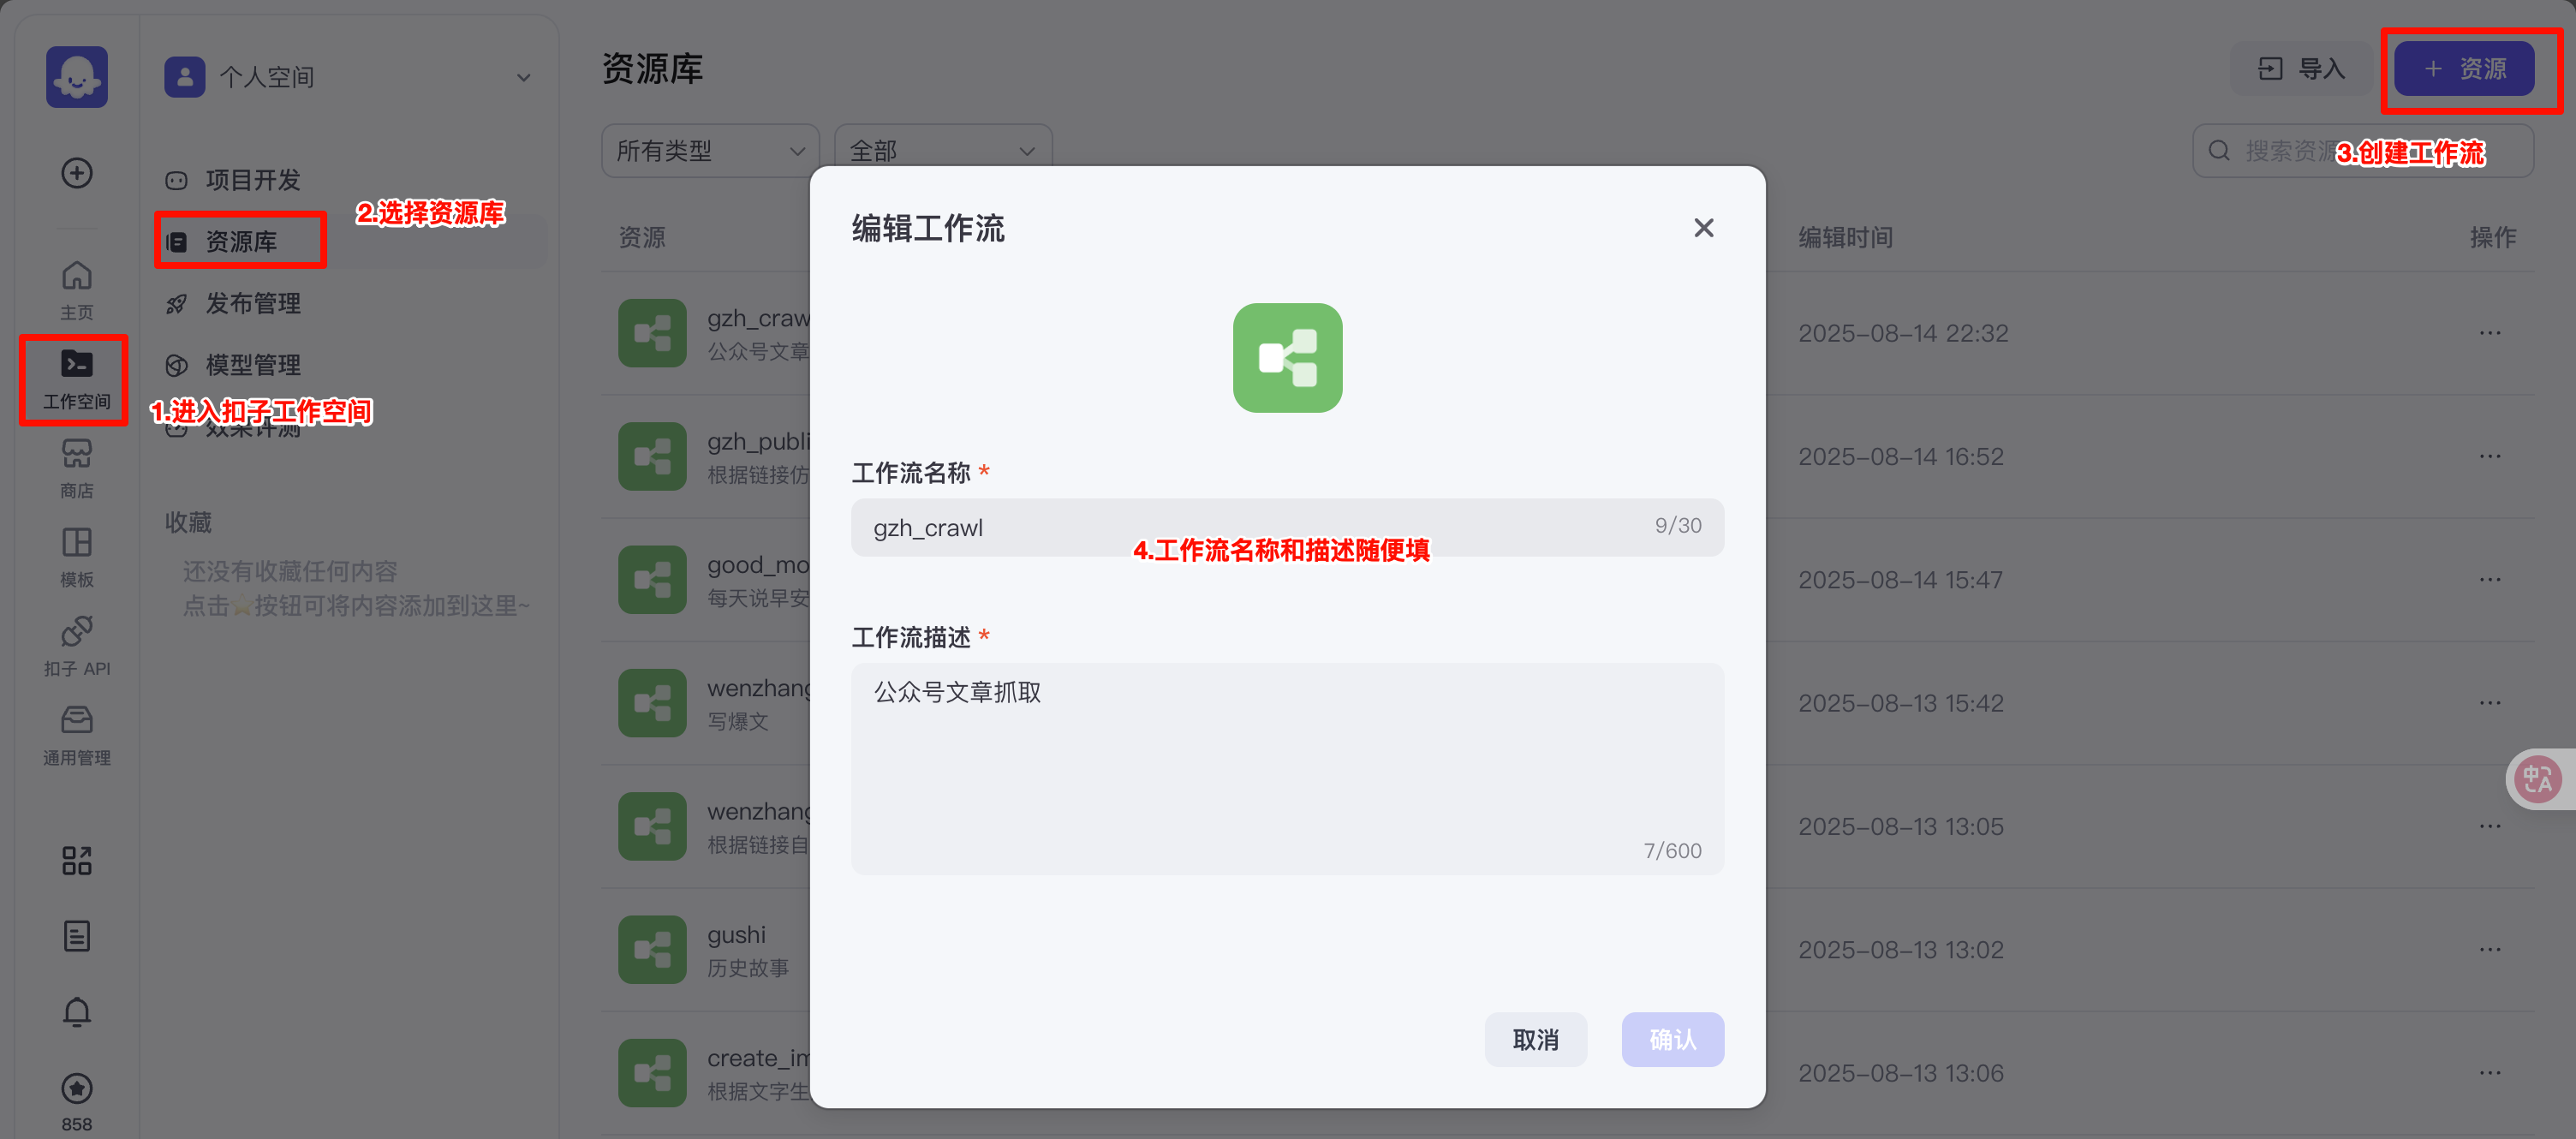 个人空间
项目开发
2.选择资源库
资源库
发布管理
模型管理
1.进入扣子工作空间
效果评测
收藏
还没有收藏任何内容
点击⭐按钮可将内容添加到这里~
主页
工作空间
商店
模板
扣子 API
通用管理
858
资源库
导入
+ 资源
所有类型
全部
搜索资源
3.创建工作流
资源
编辑时间
操作
gzh_craw
公众号文章
2025-08-14 22:32
gzh_publi
根据链接仿
2025-08-14 16:52
good_mo
每天说早安
2025-08-14 15:47
wenzhang
写爆文
2025-08-13 15:42
wenzhang
根据链接自
2025-08-13 13:05
gushi
历史故事
2025-08-13 13:02
create_im
根据文字生
2025-08-13 13:06
编辑工作流
工作流名称 *
gzh_crawl
9/30
4.工作流名称和描述随便填
工作流描述 *
公众号文章抓取
7/600
取消
确认
中A